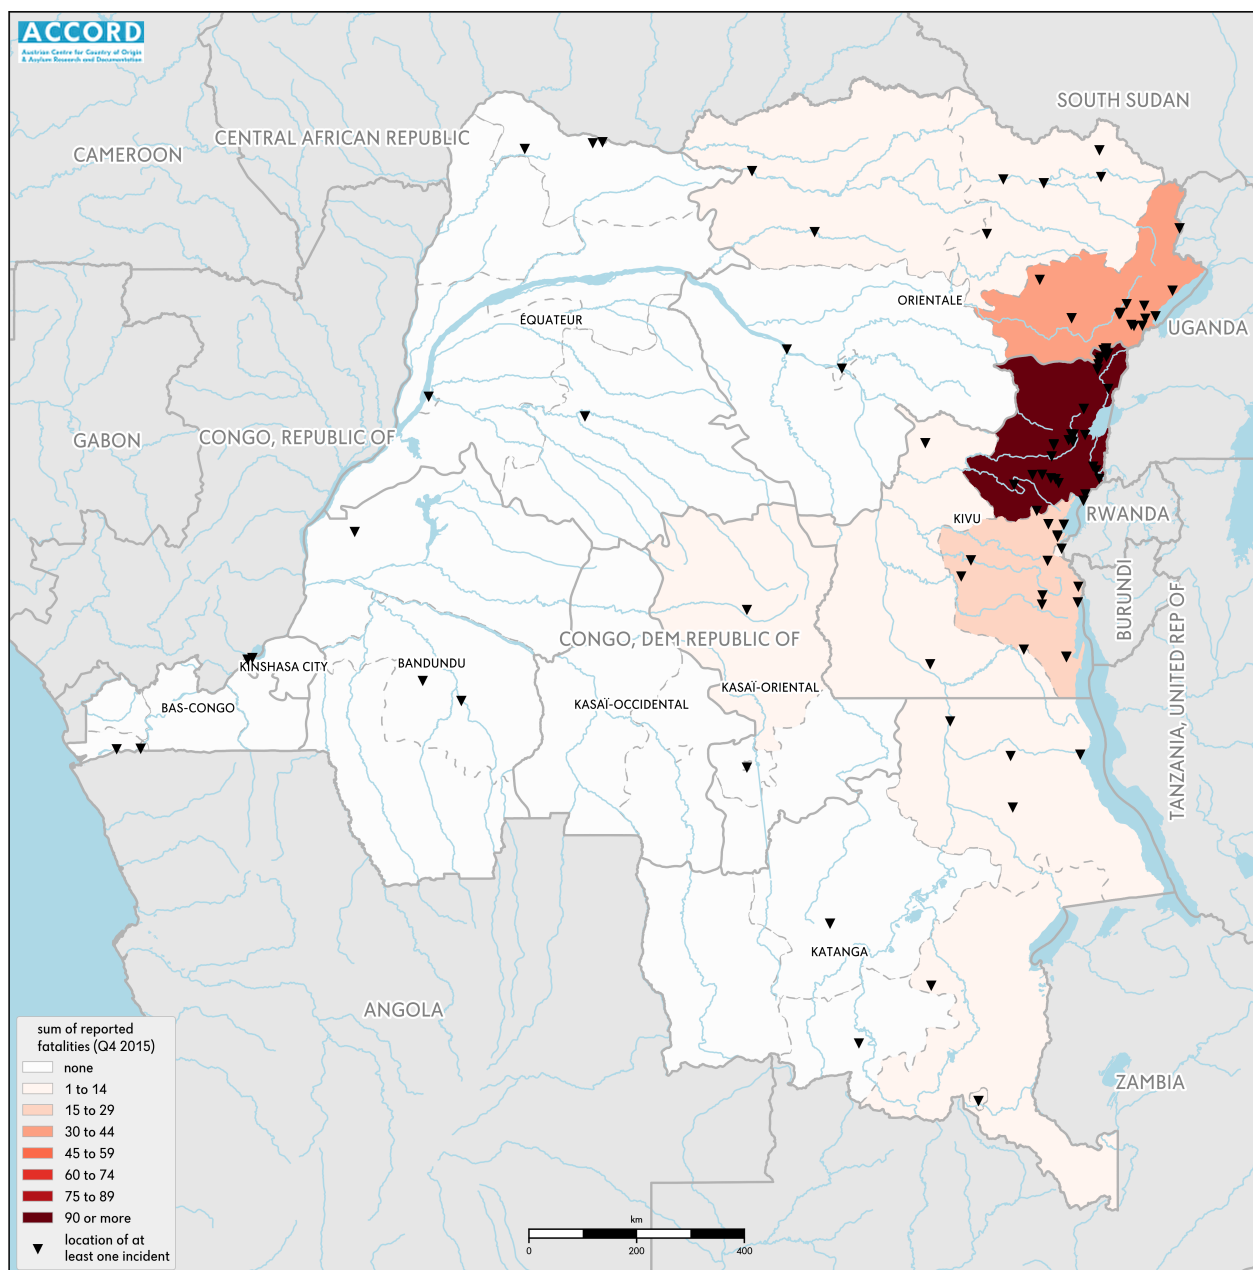 ACCORD
Austrian Centre for Country of Origin
& Asylum Research and Documentation
SOUTH SUDAN
CENTRAL AFRICAN REPUBLIC
CAMEROON
ORIENTALE
ÉQUATEUR
UGANDA
GABON
CONGO, REPUBLIC OF
KIVU
RWANDA
BURUNDI
TANZANIA, UNITED REP OF
CONGO, DEM REPUBLIC OF
KINSHASA CITY
BANDUNDU
KASAÏ-ORIENTAL
BAS-CONGO
KASAÏ-OCCIDENTAL
KATANGA
ANGOLA
ZAMBIA
sum of reported
fatalities (Q4 2015)
none
1 to 14
15 to 29
30 to 44
45 to 59
60 to 74
75 to 89
90 or more
location of at
least one incident
km
0 200 400